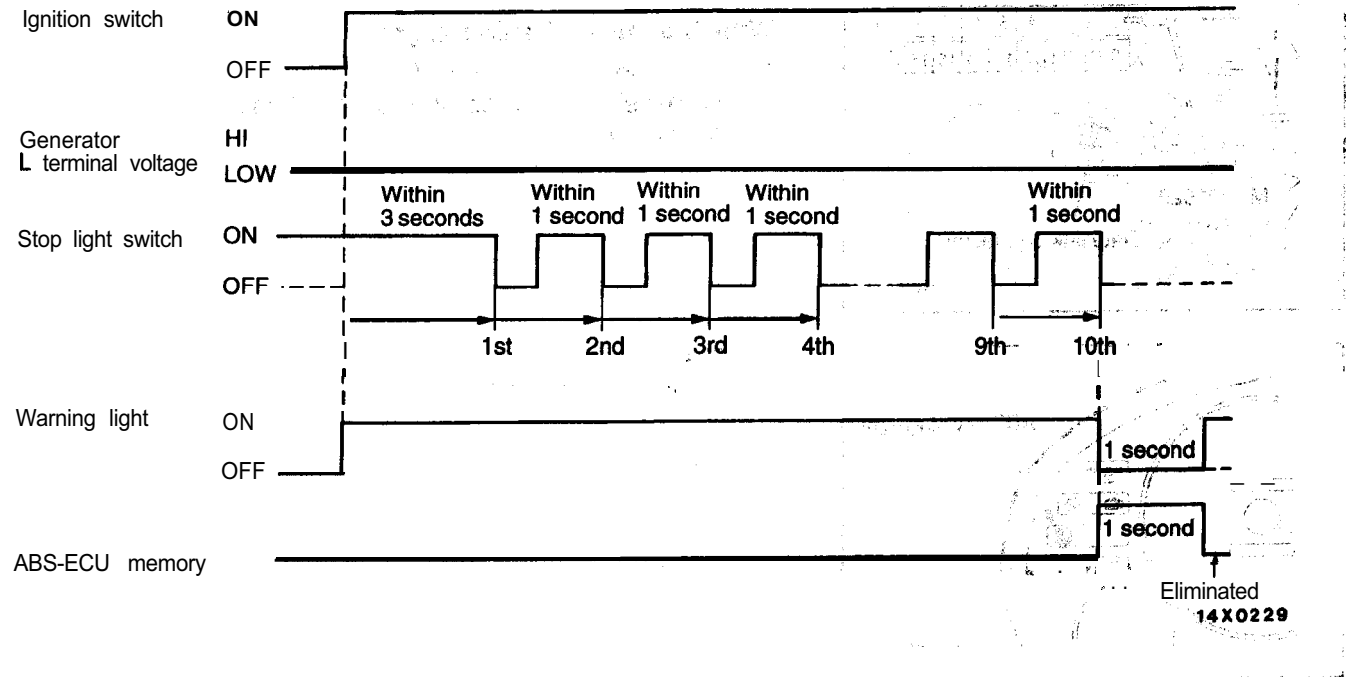 Ignition switch
ON
OFF
Generator
L terminal voltage
HI
LOW
Within
3 seconds
Within
1 second
Within
1 second
Within
1 second
Within
1 second
Stop light switch
ON
OFF
1st
2nd
3rd
4th
9th
10th
Warning light
ON
OFF
1 second
1 second
ABS-ECU memory
Eliminated
14X0229